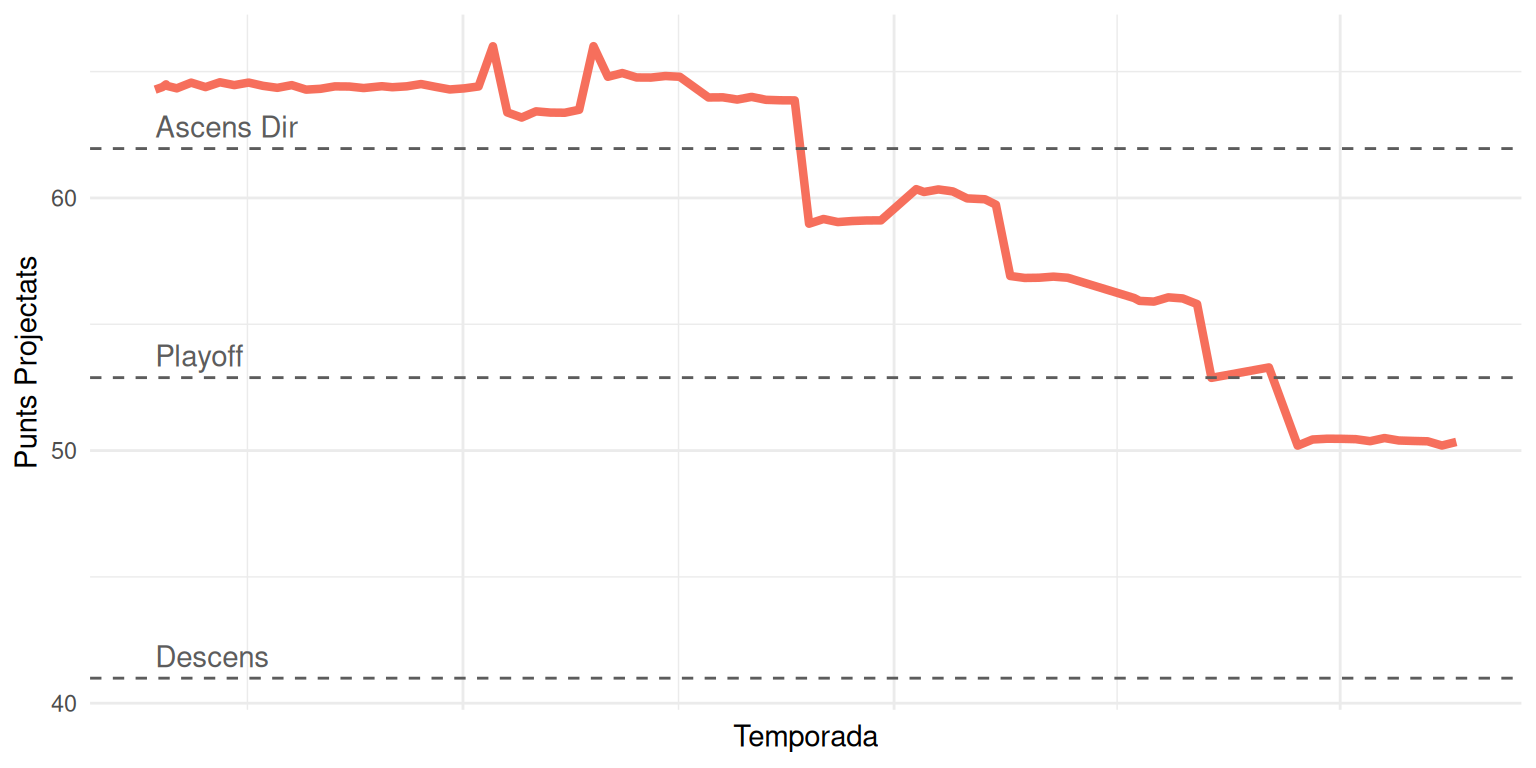 Ascens Dir
60
Playoff
Punts Projectats
50
Descens
40
Temporada